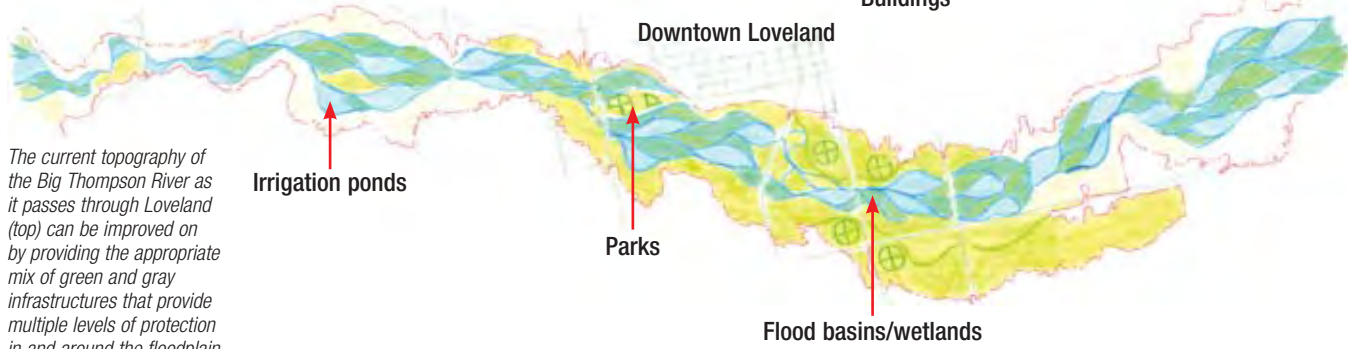 Buildings
Downtown Loveland
The current topography of
the Big Thompson River as
it passes through Loveland
(top) can be improved on
by providing the appropriate
mix of green and gray
infrastructures that provide
multiple levels of protection
in and around the floodplain
Irrigation ponds
Parks
Flood basins/wetlands